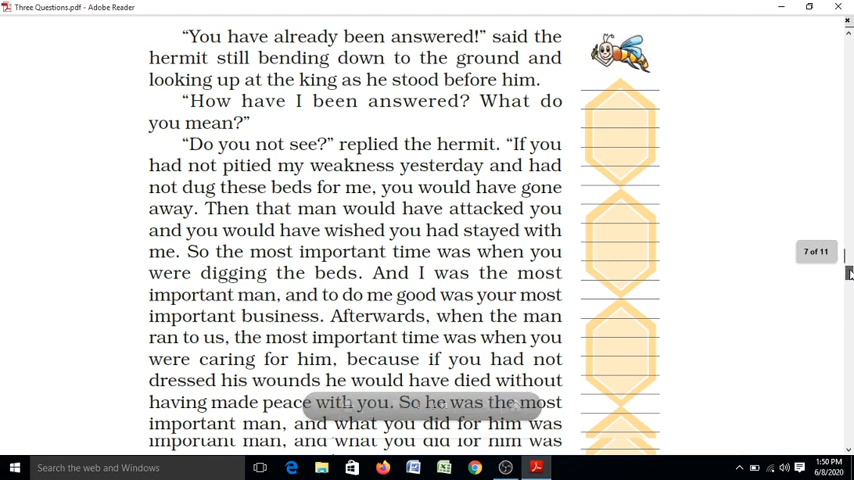 Three Questions.pdf - Adobe Reader
"You have already been answered!" said the
hermit still bending down to the ground and
looking up at the king as he stood before him.
"How have I been answered? What do
you mean?"
"Do you not see?" replied the hermit. "If you
had not pitied my weakness yesterday and had
not dug these beds for me, you would have gone
away. Then that man would have attacked you
and you would have wished you had stayed with
me. So the most important time was when you
were digging the beds. And I was the most
important man, and to do me good was your most
important business. Afterwards, when the man
ran to us, the most important time was when you
were caring for him, because if you had not
dressed his wounds he would have died without
having made peace with you. So he was the most
important man, and what you did for him was
important man, and what you did for him was
7 of 11
Search the web and Windows
1:50 PM
6/8/2020